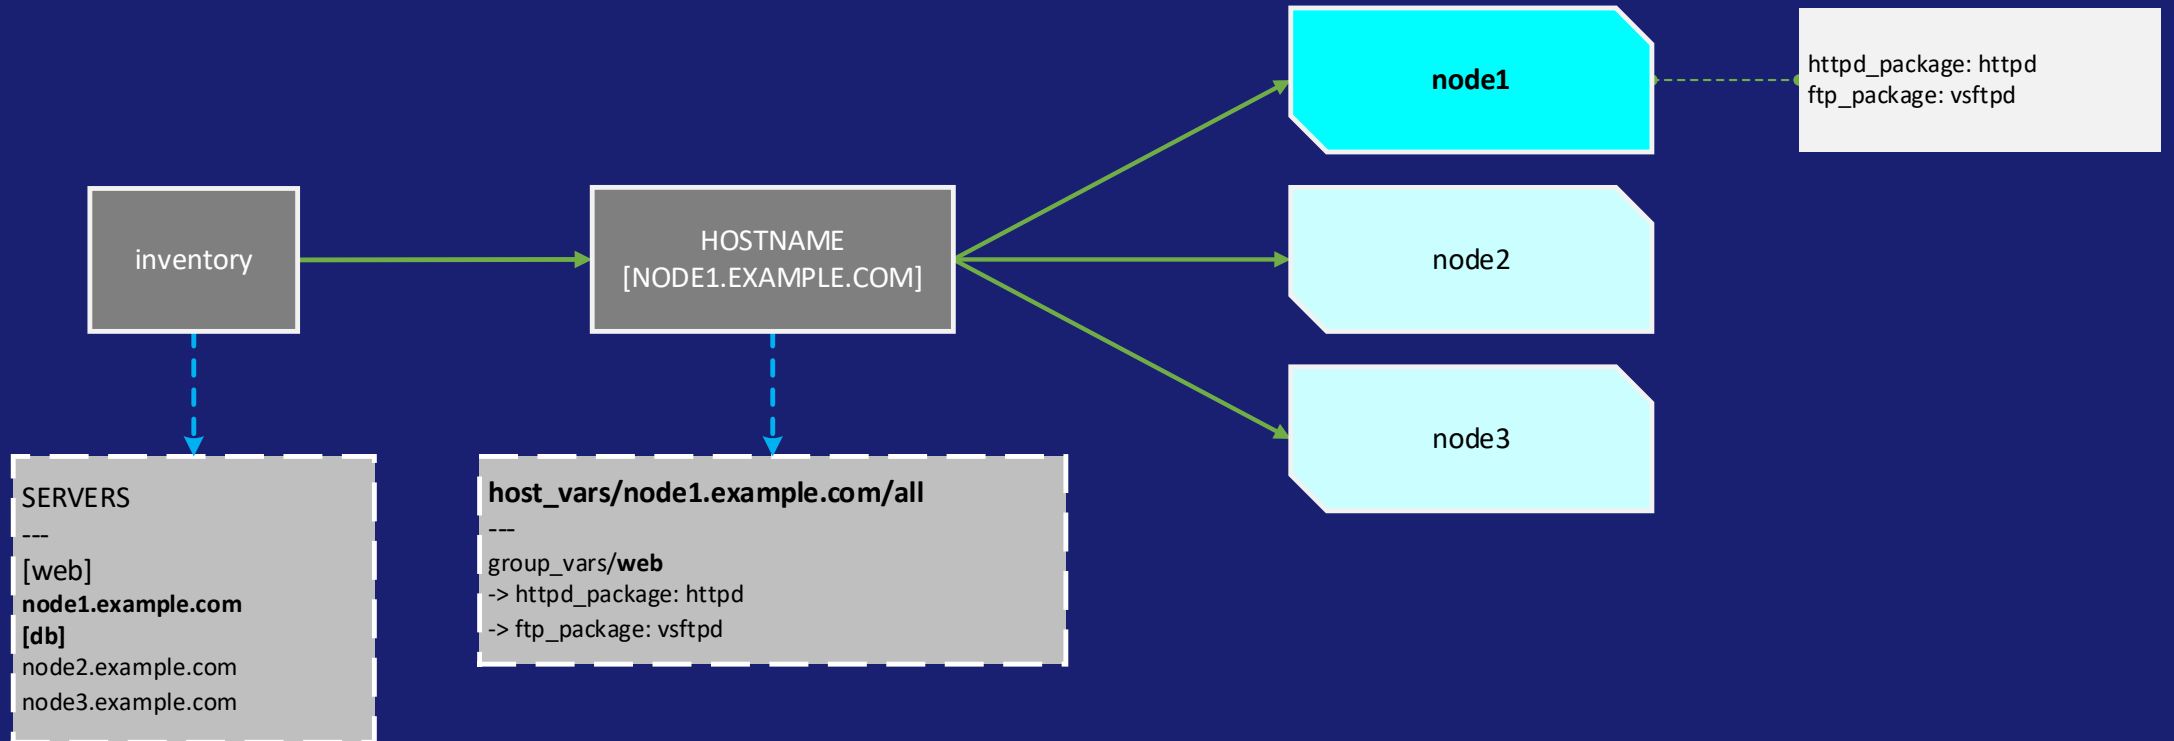 node1
httpd_package: httpd
ftp_package: vsftpd
inventory
HOSTNAME
[NODE1.EXAMPLE.COM]
node2
node3
SERVERS
---
[web]
node1.example.com
[db]
node2.example.com
node3.example.com
host_vars/node1.example.com/all
---
group_vars/web
-> httpd_package: httpd
-> ftp_package: vsftpd